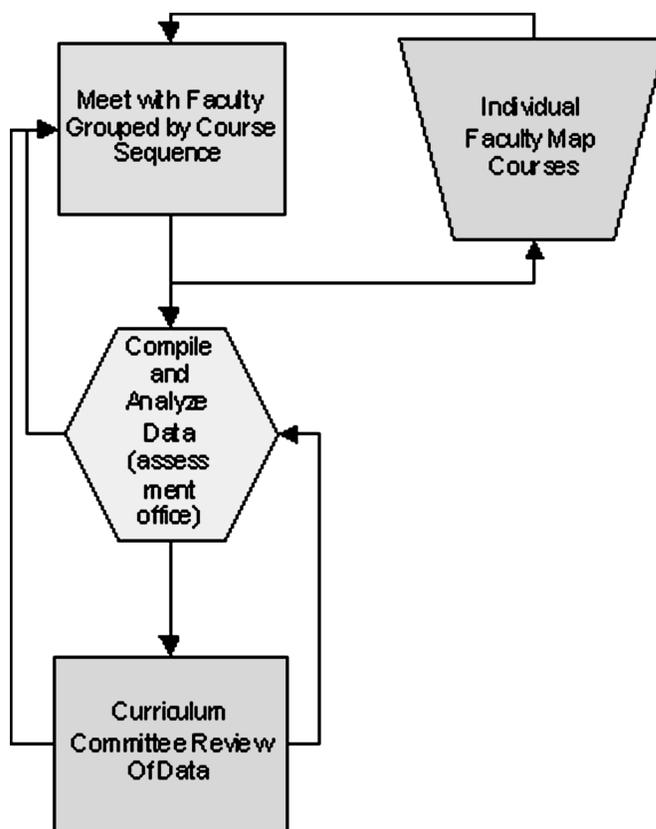 Meet with Faculty
Grouped by Course
Sequence
Individual
Faculty Map
Courses
Compile
and
Analyze
Data
(assess
ment
office)
Curriculum
Committee Review
Of Data